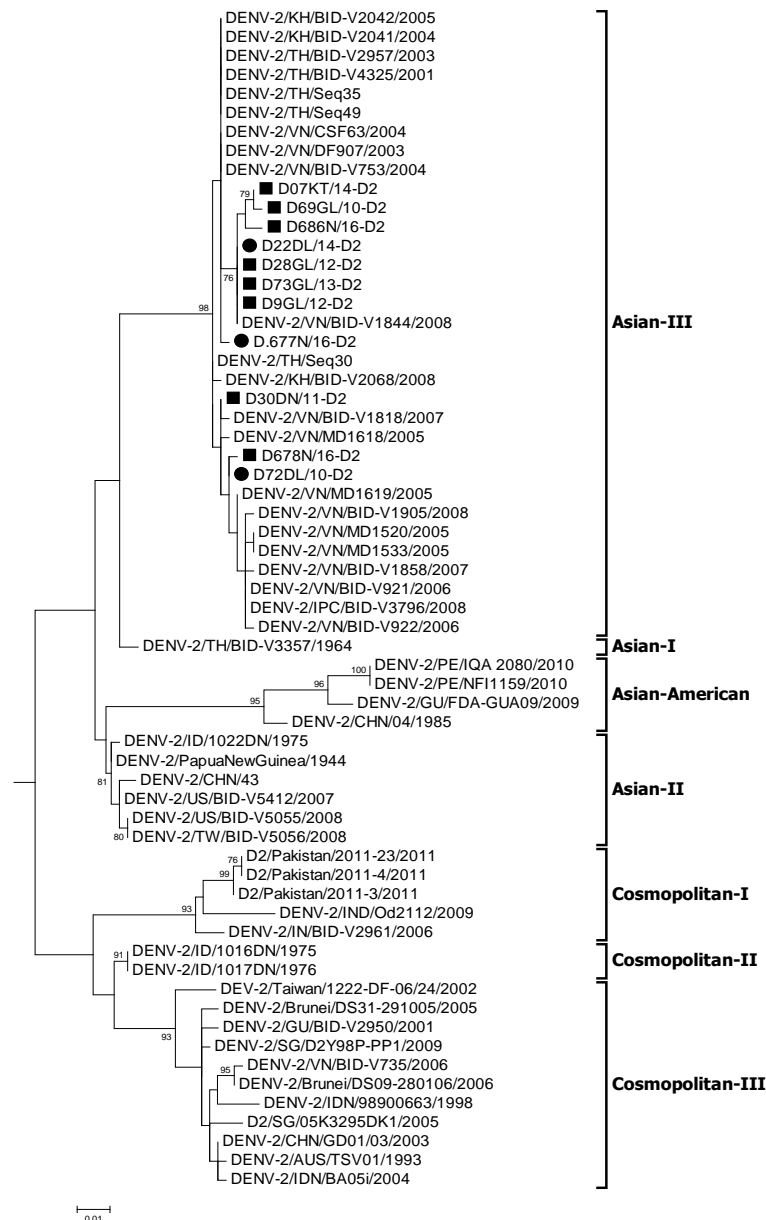 DENV-2/KH/BID-V2042/2005
DENV-2/KH/BID-V2041/2004
DENV-2/TH/BID-V2957/2003
DENV-2/TH/BID-V4325/2001
DENV-2/TH/Seq35
DENV-2/TH/Seq49
DENV-2/VN/CSF63/2004
DENV-2/VN/DF907/2003
DENV-2/VN/BID-V753/2004
79 D07KT/14-D2
D69GL/10-D2
D686N/16-D2
D22DL/14-D2
D28GL/12-D2
76 D73GL/13-D2
D9GL/12-D2
98
DENV-2/VN/BID-V1844/2008
Asian-III
D.677N/16-D2
DENV-2/TH/Seq30
DENV-2/KH/BID-V2068/2008
D30DN/11-D2
DENV-2/VN/BID-V1818/2007
DENV-2/VN/MD1618/2005
D678N/16-D2
D72DL/10-D2
DENV-2/VN/MD1619/2005
DENV-2/VN/BID-V1905/2008
DENV-2/VN/MD1520/2005
DENV-2/VN/MD1533/2005
DENV-2/VN/BID-V1858/2007
DENV-2/VN/BID-V921/2006
DENV-2/IPC/BID-V3796/2008
DENV-2/VN/BID-V922/2006
DENV-2/TH/BID-V3357/1964
Asian-I
100 DENV-2/PE/IQA 2080/2010
DENV-2/PE/NFI1159/2010
96
Asian-American
95 DENV-2/GU/FDA-GUA09/2009
DENV-2/CHN/04/1985
DENV-2/ID/1022DN/1975
DENV-2/PapuaNewGuinea/1944
81 DENV-2/CHN/43
Asian-II
DENV-2/US/BID-V5412/2007
DENV-2/US/BID-V5055/2008
80 DENV-2/TW/BID-V5056/2008
76 D2/Pakistan/2011-23/2011
99 D2/Pakistan/2011-4/2011
D2/Pakistan/2011-3/2011
Cosmopolitan-I
93 DENV-2/IND/Od2112/2009
DENV-2/IN/BID-V2961/2006
91 DENV-2/ID/1016DN/1975
Cosmopolitan-II
DENV-2/ID/1017DN/1976
DEV-2/Taiwan/1222-DF-06/24/2002
DENV-2/Brunei/DS31-291005/2005
93 DENV-2/GU/BID-V2950/2001
DENV-2/SG/D2Y98P-PP1/2009
95 DENV-2/VN/BID-V735/2006
DENV-2/Brunei/DS09-280106/2006
Cosmopolitan-III
DENV-2/IDN/98900663/1998
D2/SG/05K3295DK1/2005
DENV-2/CHN/GD01/03/2003
DENV-2/AUS/TSV01/1993
DENV-2/IDN/BA05i/2004
0.01